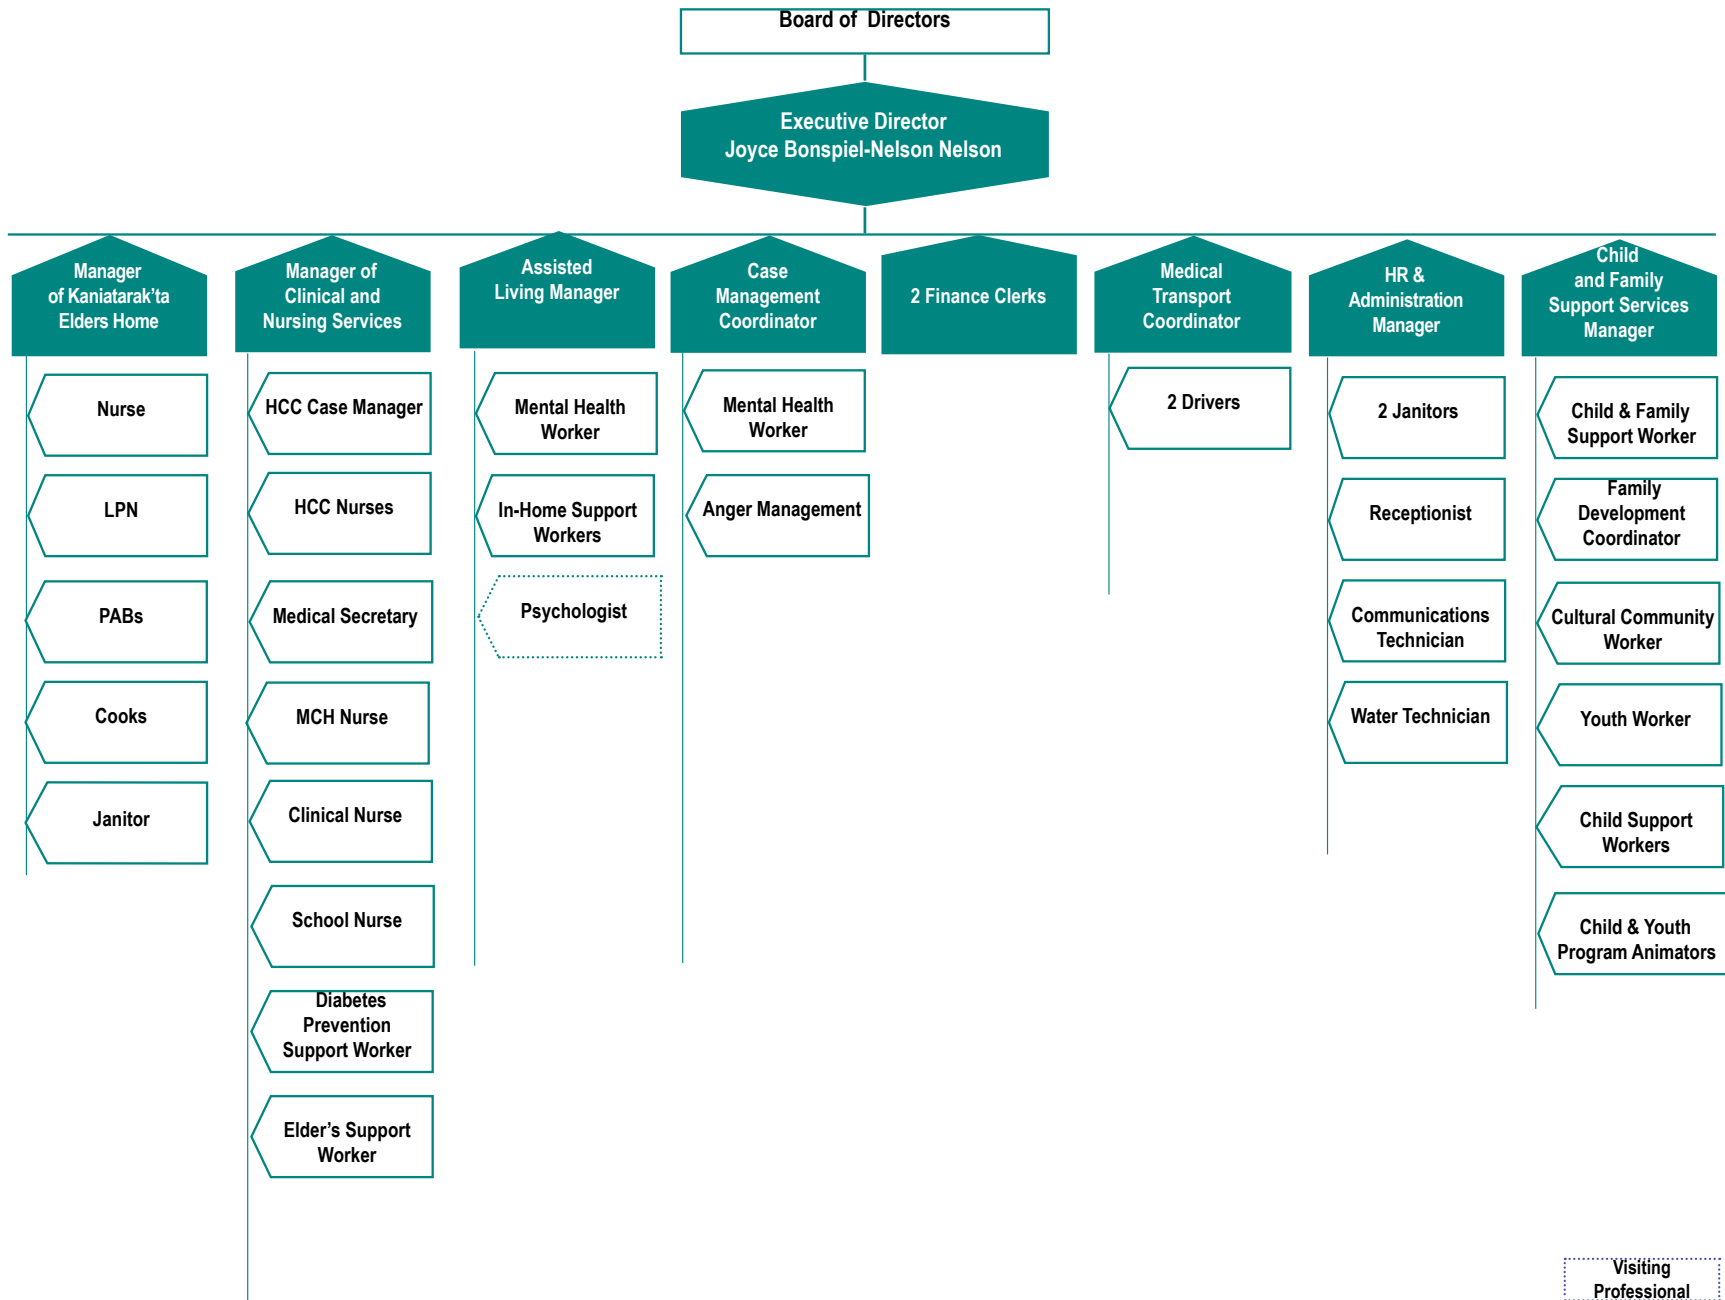 Board of Directors
Executive Director
Joyce Bonspiel-Nelson Nelson
Manager
of Kaniatarak’ta
Elders Home
Nurse
LPN
PABs
Cooks
Janitor
Manager of
Clinical and
Nursing Services
HCC Case Manager
HCC Nurses
Medical Secretary
MCH Nurse
Clinical Nurse
School Nurse
Diabetes
Prevention
Support Worker
Elder’s Support
Worker
Assisted
Living Manager
Mental Health
Worker
In-Home Support
Workers
Psychologist
Case
Management
Coordinator
Mental Health
Worker
Anger Management
2 Finance Clerks
Medical
Transport
Coordinator
2 Drivers
HR &
Administration
Manager
2 Janitors
Receptionist
Communications
Technician
Water Technician
Child
and Family
Support Services
Manager
Child & Family
Support Worker
Family
Development
Coordinator
Cultural Community
Worker
Youth Worker
Child Support
Workers
Child & Youth
Program Animators
Visiting
Professional